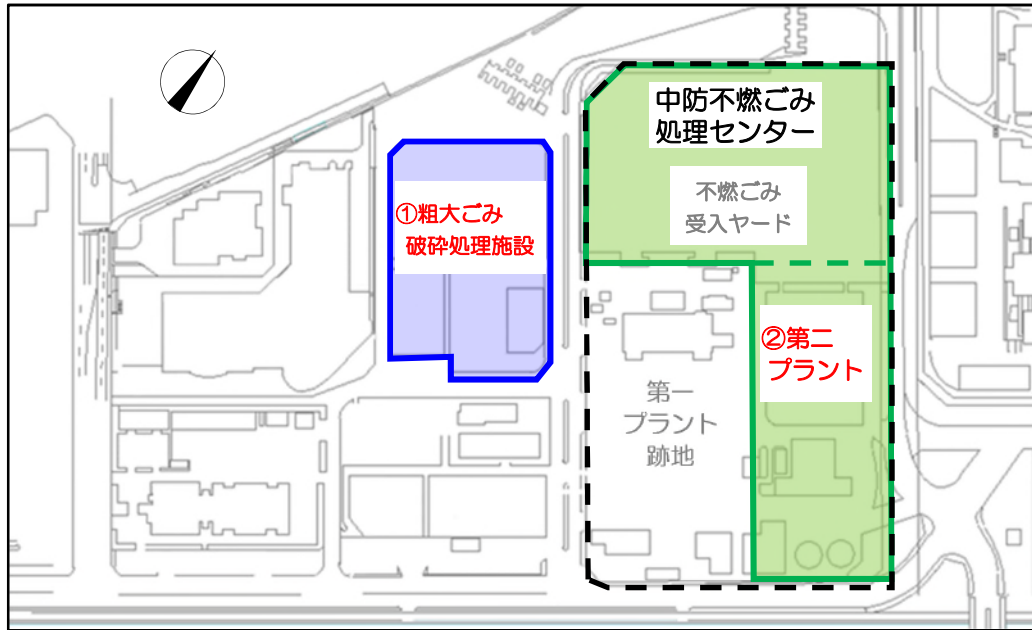 中防不燃ごみ
処理センター
不燃ごみ
受入ヤード
①粗大ごみ
破砕処理施設
②第二
プラント
第一
プラント
跡地